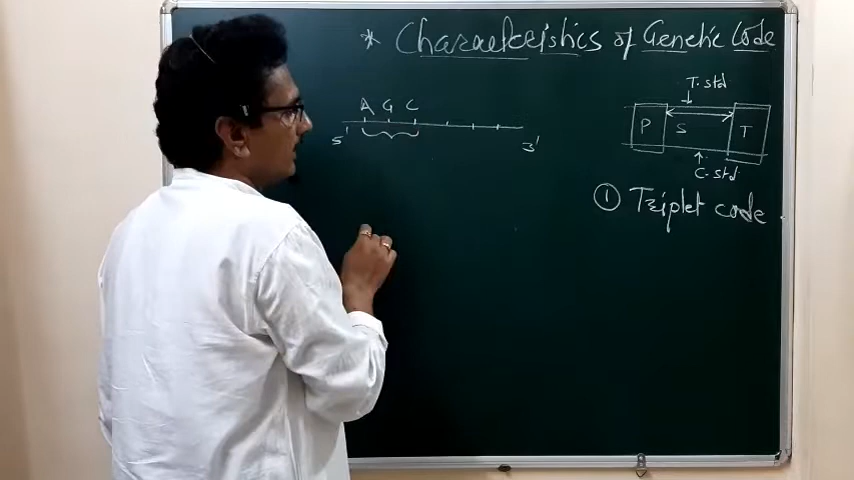 * Characteristics of Genetic Code
T. std
P S T
C. std
A G C
5' 3'
① Triplet code